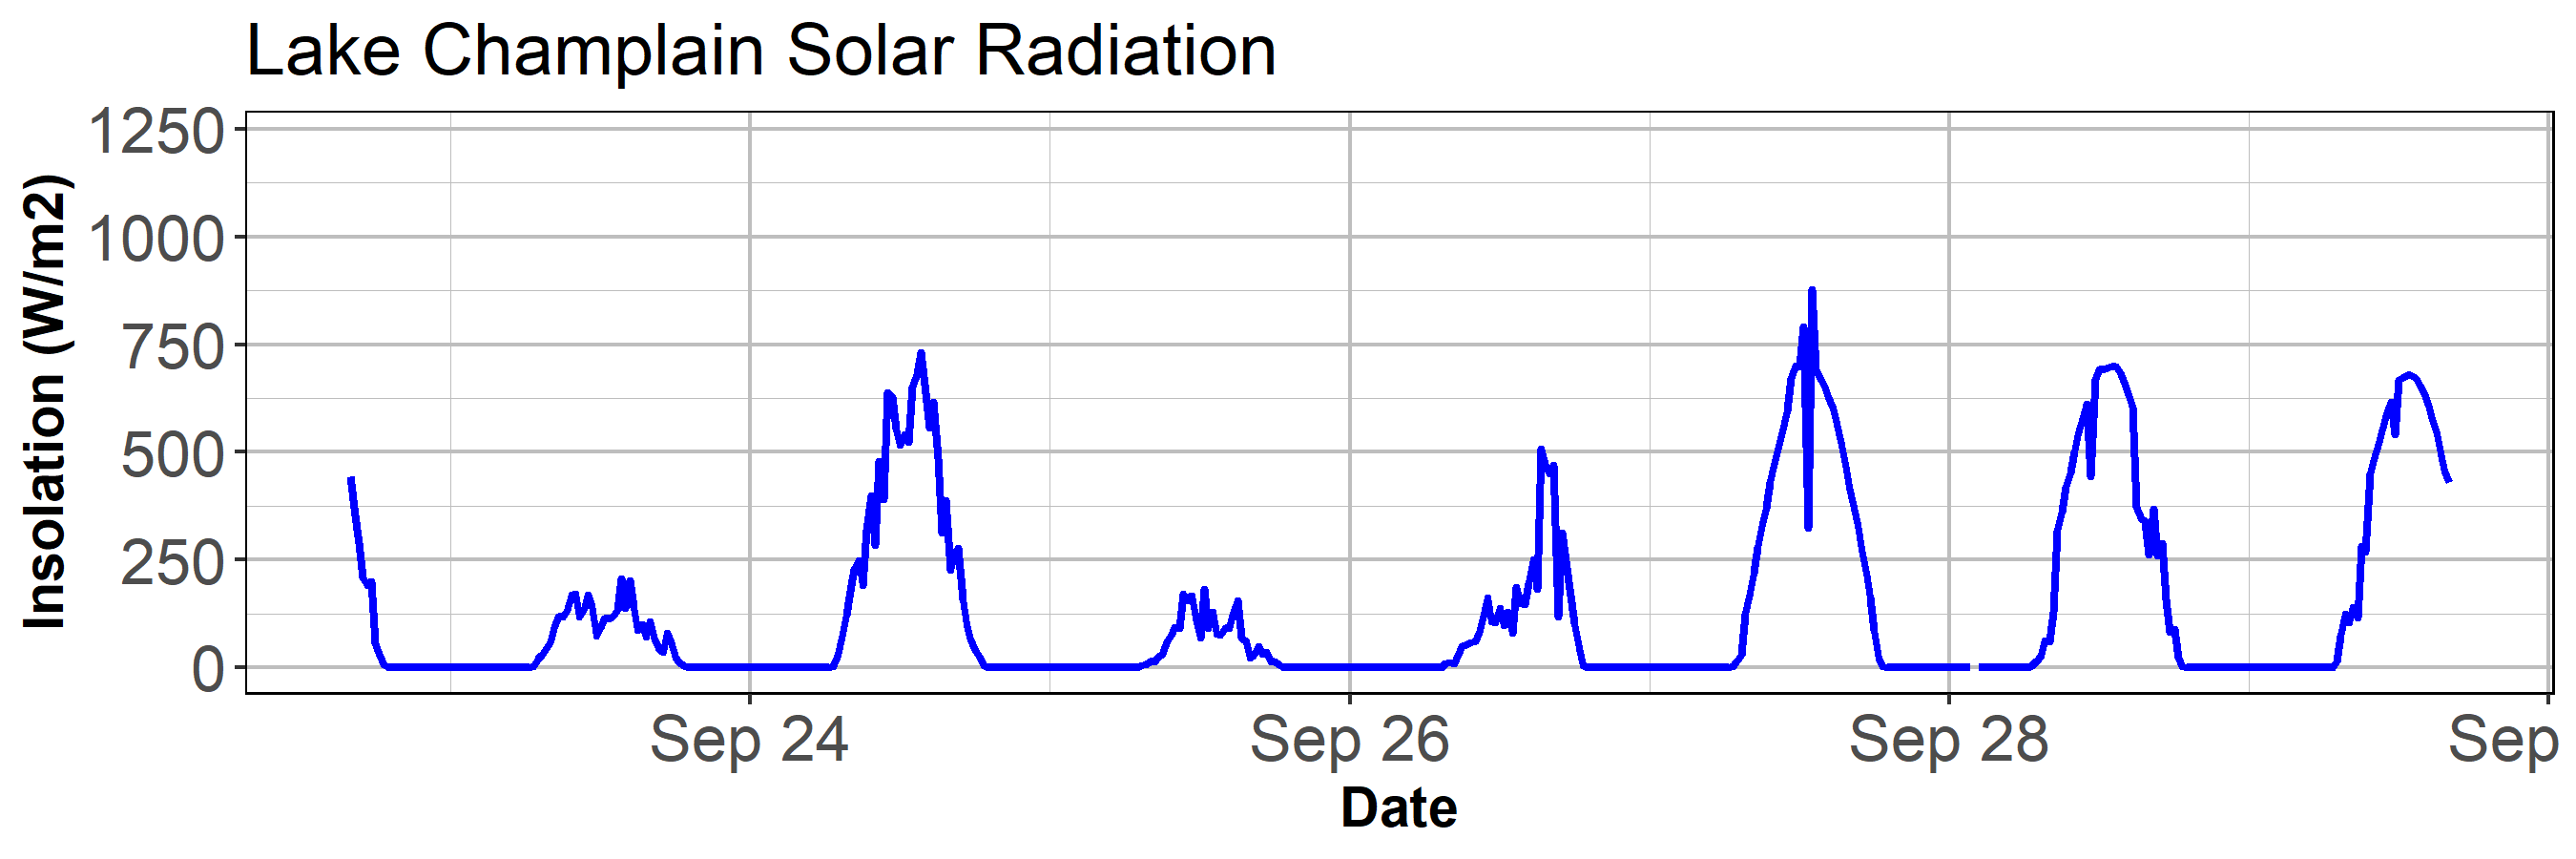 Lake Champlain Solar Radiation
Insolation (W/m2)
1250
1000
750
500
250
0
Sep 24 Sep 26 Sep 28 Sep
Date